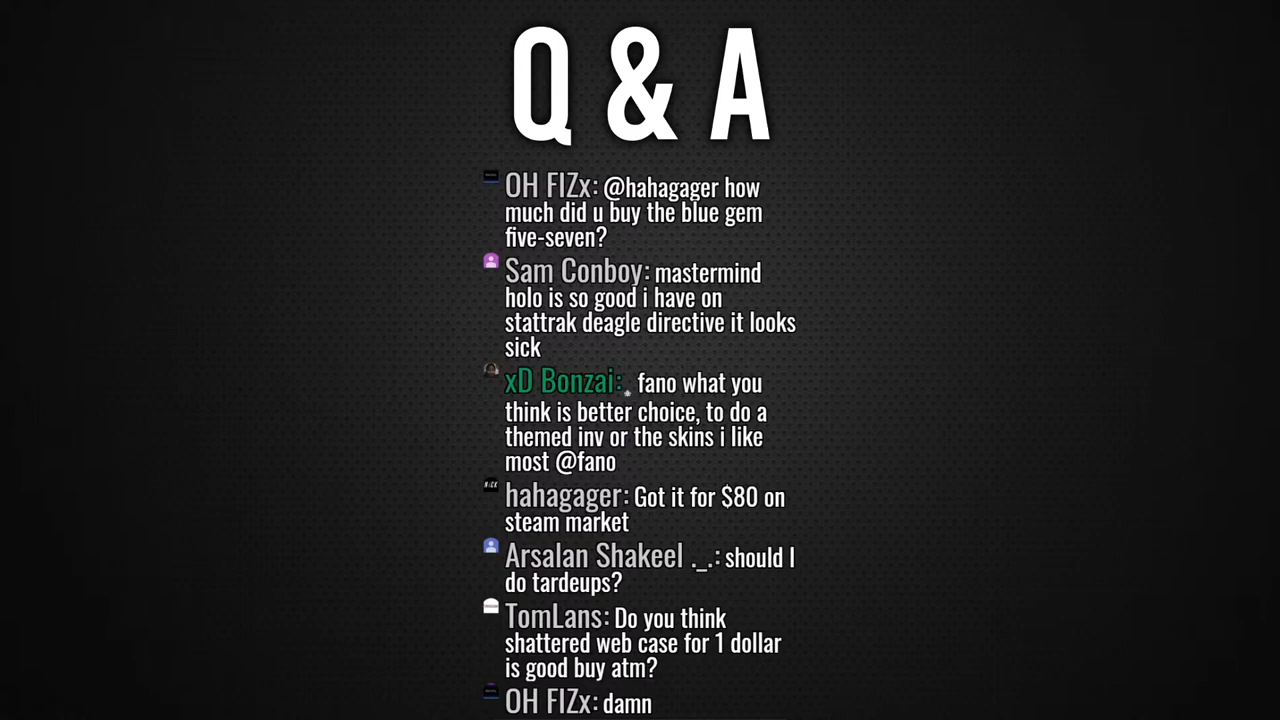 Q & A
OH FIZx: @hahagager how
much did u buy the blue gem
five-seven?
Sam Conboy: mastermind
holo is so good i have on
stattrak deagle directive it looks
sick
xD Bonzai: fano what you
think is better choice, to do a
themed inv or the skins i like
most @fano
hahagager: Got it for $80 on
steam market
Arsalan Shakeel ._.: should I
do tardeups?
TomLans: Do you think
shattered web case for 1 dollar
is good buy atm?
OH FIZx: damn